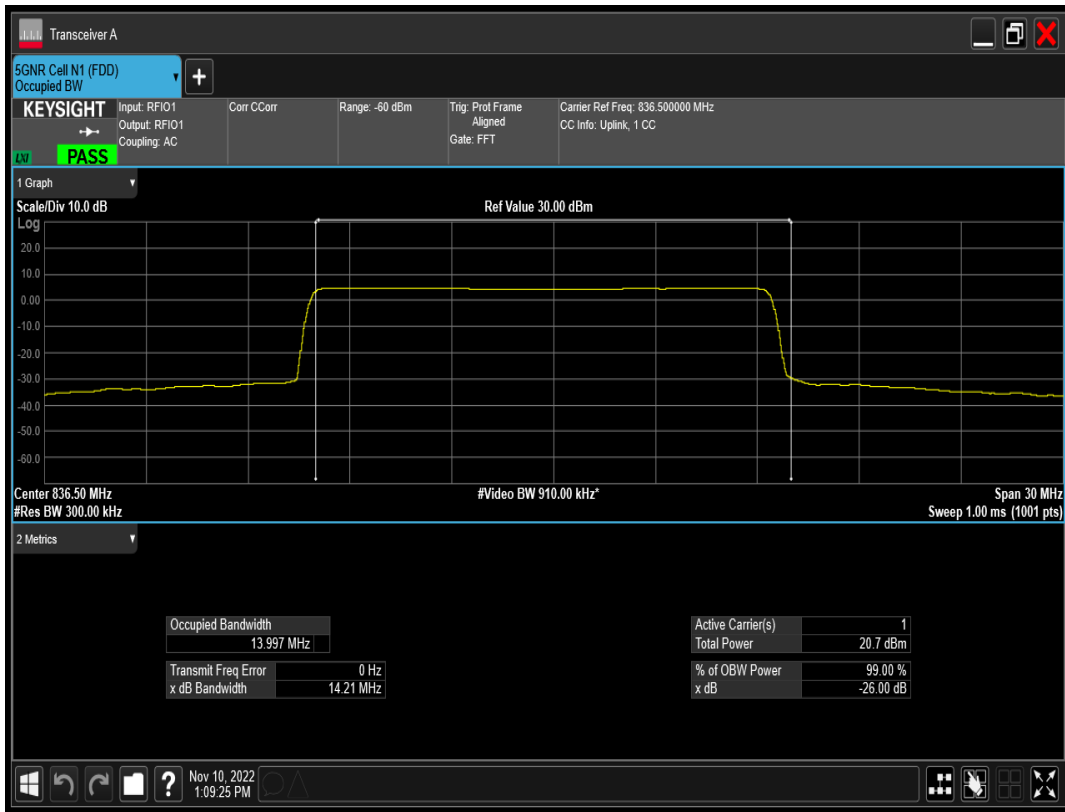 Transceiver A
5GNR Cell N1 (FDD)
Occupied BW
+
KEYSIGHT
LXI
PASS
Input: RFIO1
Output: RFIO1
Coupling: AC
Corr CCorr
Range: -60 dBm
Trig: Prot Frame
Aligned
Gate: FFT
Carrier Ref Freq: 836.500000 MHz
CC Info: Uplink, 1 CC
1 Graph
Scale/Div 10.0 dB
Ref Value 30.00 dBm
Log
20.0
10.0
0.00
-10.0
-20.0
-30.0
-40.0
-50.0
-60.0
Center 836.50 MHz
#Video BW 910.00 kHz*
Span 30 MHz
#Res BW 300.00 kHz
Sweep 1.00 ms (1001 pts)
2 Metrics
Occupied Bandwidth
13.997 MHz
Transmit Freq Error 0 Hz
x dB Bandwidth 14.21 MHz
Active Carrier(s) 1
Total Power 20.7 dBm
% of OBW Power 99.00 %
x dB -26.00 dB
?
Nov 10, 2022
1:09:25 PM